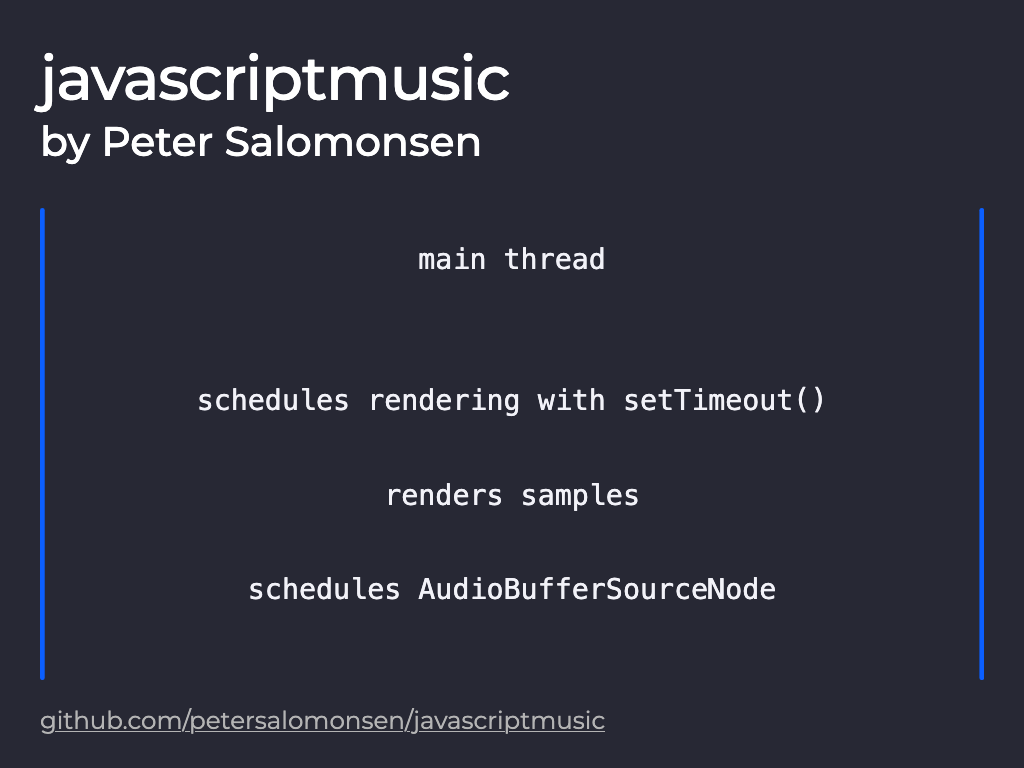 javascriptmusic
by Peter Salomonsen
main thread
schedules rendering with setTimeout()
renders samples
schedules AudioBufferSourceNode
github.com/petersalomonsen/javascriptmusic